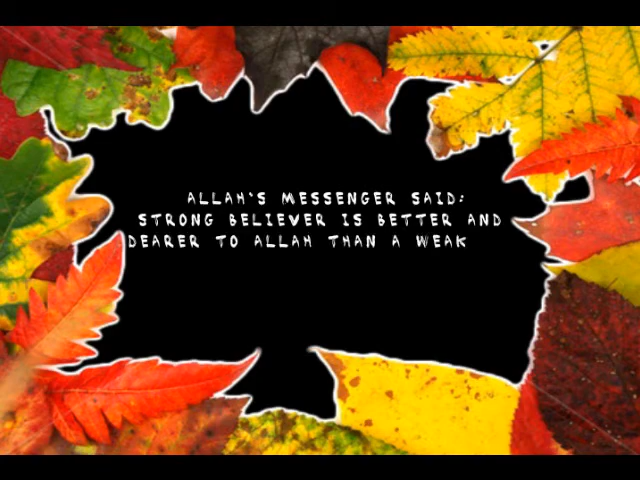 ALLAH'S MESSENGER SAID:
STRONG BELIEVER IS BETTER AND
DEARER TO ALLAH THAN A WEAK